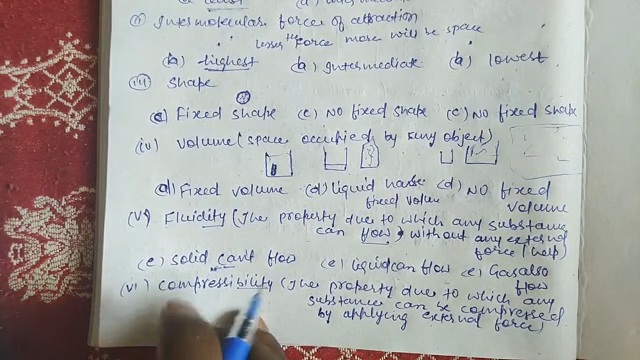 (ii) Intermolecular force of attraction
lesser the force more will be space
(b) highest (b) Intermediate (b) lowest
(iii) Shape
(c) Fixed shape (c) NO fixed shape (c) NO fixed shape
(iv) Volume (space occupied by any object)
(d) Fixed volume (d) liquid have fixed volume (d) NO fixed volume
(V) Fluidity (The property due to which any substance
can flow, without any external
force (help)
(e) solid can't flow (e) liquid can flow (e) Gas also flow
(vi) compressibility (The property due to which any
substance can be compressed
by applying external force)